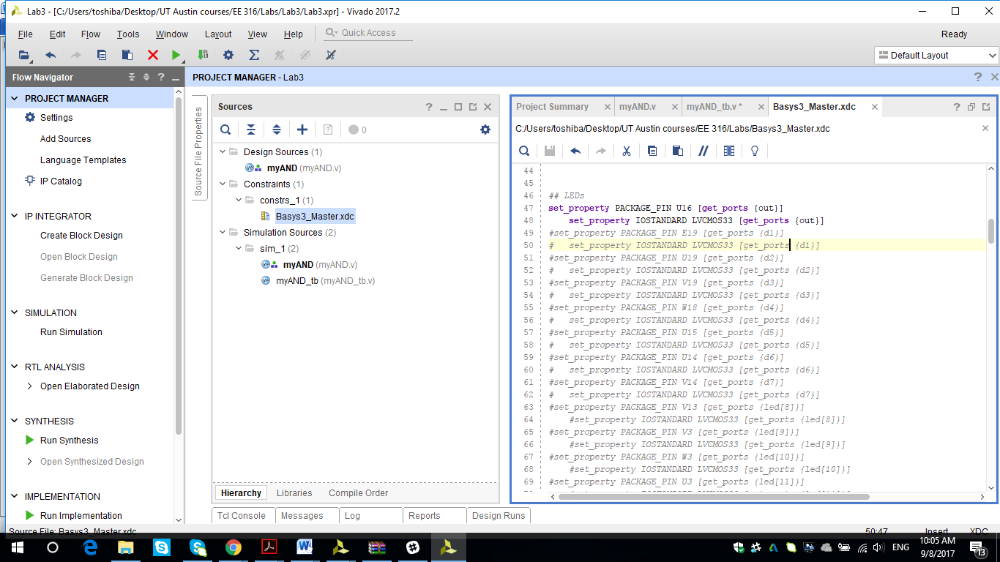 Lab3 - [C:/Users/toshiba/Desktop/UT Austin courses/EE 316/Labs/Lab3/Lab3.xpr] - Vivado 2017.2
File Edit Flow Tools Window Layout View Help Quick Access Ready
Default Layout
Flow Navigator
PROJECT MANAGER
Settings
Add Sources
Language Templates
IP Catalog
IP INTEGRATOR
Create Block Design
Open Block Design
Generate Block Design
SIMULATION
Run Simulation
RTL ANALYSIS
Open Elaborated Design
SYNTHESIS
Run Synthesis
Open Synthesized Design
IMPLEMENTATION
Run Implementation
PROJECT MANAGER - Lab3
Source File Properties
Sources
0
Design Sources (1)
myAND (myAND.v)
Constraints (1)
constrs_1 (1)
Basys3_Master.xdc
Simulation Sources (2)
sim_1 (2)
myAND (myAND.v)
myAND_tb (myAND_tb.v)
Hierarchy Libraries Compile Order
Project Summary myAND.v myAND_tb.v * Basys3_Master.xdc
C:/Users/toshiba/Desktop/UT Austin courses/EE 316/Labs/Basys3_Master.xdc
44
45
46 ## LEDs
47 set_property PACKAGE_PIN U16 [get_ports {out}]
48 set_property IOSTANDARD LVCMOS33 [get_ports {out}]
49 #set_property PACKAGE_PIN E19 [get_ports {d1}]
50 # set_property IOSTANDARD LVCMOS33 [get_ports {d1}]
51 #set_property PACKAGE_PIN U19 [get_ports {d2}]
52 # set_property IOSTANDARD LVCMOS33 [get_ports {d2}]
53 #set_property PACKAGE_PIN V19 [get_ports {d3}]
54 # set_property IOSTANDARD LVCMOS33 [get_ports {d3}]
55 #set_property PACKAGE_PIN W18 [get_ports {d4}]
56 # set_property IOSTANDARD LVCMOS33 [get_ports {d4}]
57 #set_property PACKAGE_PIN U15 [get_ports {d5}]
58 # set_property IOSTANDARD LVCMOS33 [get_ports {d5}]
59 #set_property PACKAGE_PIN U14 [get_ports {d6}]
60 # set_property IOSTANDARD LVCMOS33 [get_ports {d6}]
61 #set_property PACKAGE_PIN V14 [get_ports {d7}]
62 # set_property IOSTANDARD LVCMOS33 [get_ports {d7}]
63 #set_property PACKAGE_PIN V13 [get_ports {led[8]}]
64 #set_property IOSTANDARD LVCMOS33 [get_ports {led[8]}]
65 #set_property PACKAGE_PIN V3 [get_ports {led[9]}]
66 #set_property IOSTANDARD LVCMOS33 [get_ports {led[9]}]
67 #set_property PACKAGE_PIN W3 [get_ports {led[10]}]
68 #set_property IOSTANDARD LVCMOS33 [get_ports {led[10]}]
69 #set_property PACKAGE_PIN U3 [get_ports {led[11]}]
Tcl Console Messages Log Reports Design Runs
Source File: Basys3_Master.xdc 50:47 Insert XDC
ENG
10:05 AM
9/8/2017
13